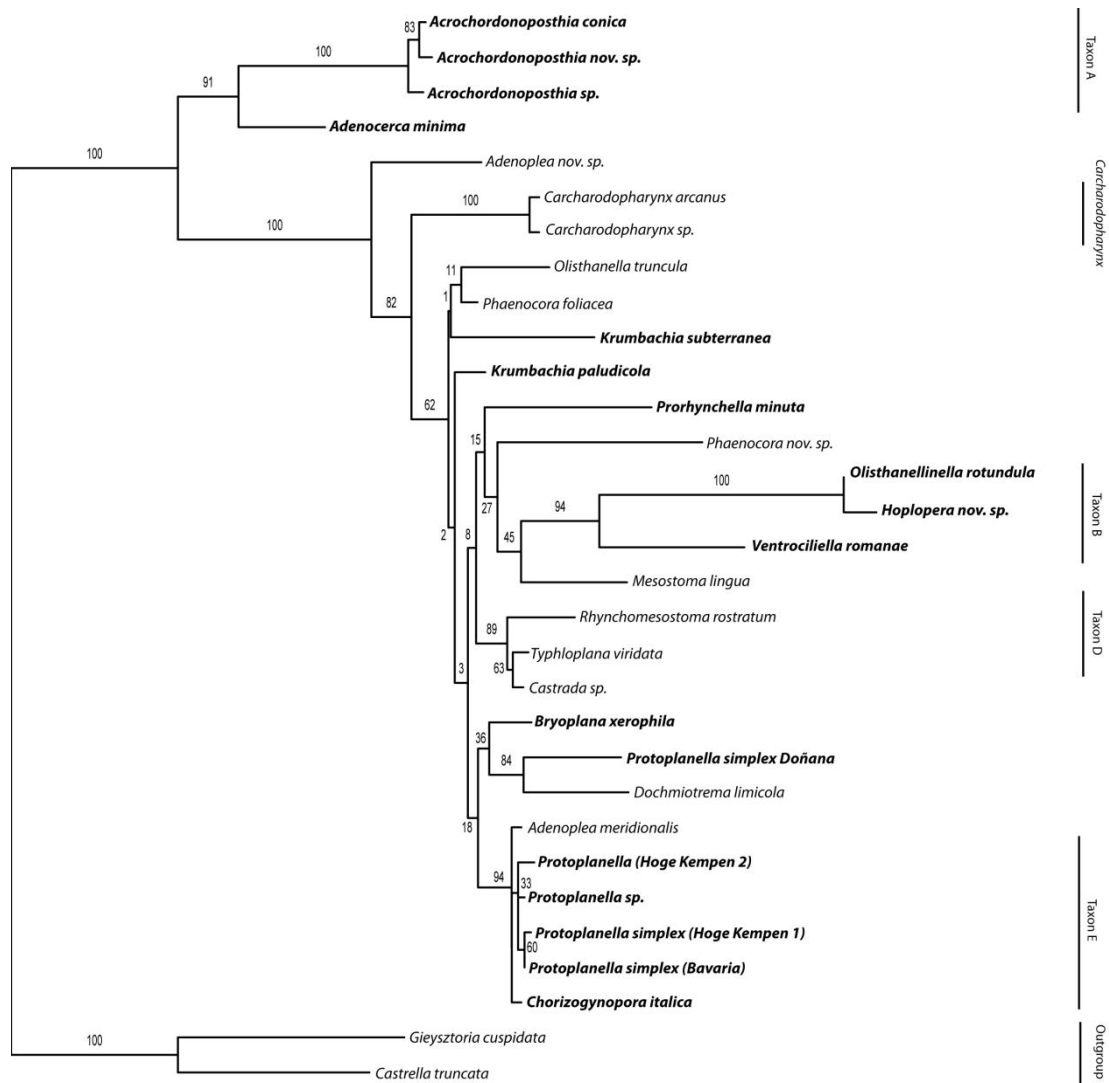 83
Acrochordonoposthia conica
100
Acrochordonoposthia nov. sp.
91
Acrochordonoposthia sp.
Adenocerca minima
Taxon A
100
Adenoplea nov. sp.
100
Carcharodopharynx arcanus
Carcharodopharynx sp.
Carcharodopharynx
100
82
11
Olisthanella truncula
1
Phaenocora foliacea
Krumbachia subterranea
62
Krumbachia paludicola
15
Prorhynchella minuta
Phaenocora nov. sp.
100
Olisthanellinella rotundula
27
94
Hoplopera nov. sp.
2
8
45
Ventrociliella romanae
Taxon B
Mesostoma lingua
89
Rhynchomesostoma rostratum
63
Typhloplana viridata
3
Castrada sp.
Taxon D
36
Bryoplana xerophila
84
Protoplanella simplex Doñana
Dochmiotrema limicola
18
Adenoplea meridionalis
94
Protoplanella (Hoge Kempen 2)
33
Protoplanella sp.
Protoplanella simplex (Hoge Kempen 1)
60
Protoplanella simplex (Bavaria)
Chorizogynopora italica
Taxon E
100
Gieysztoria cuspidata
Castrella truncata
Outgroup